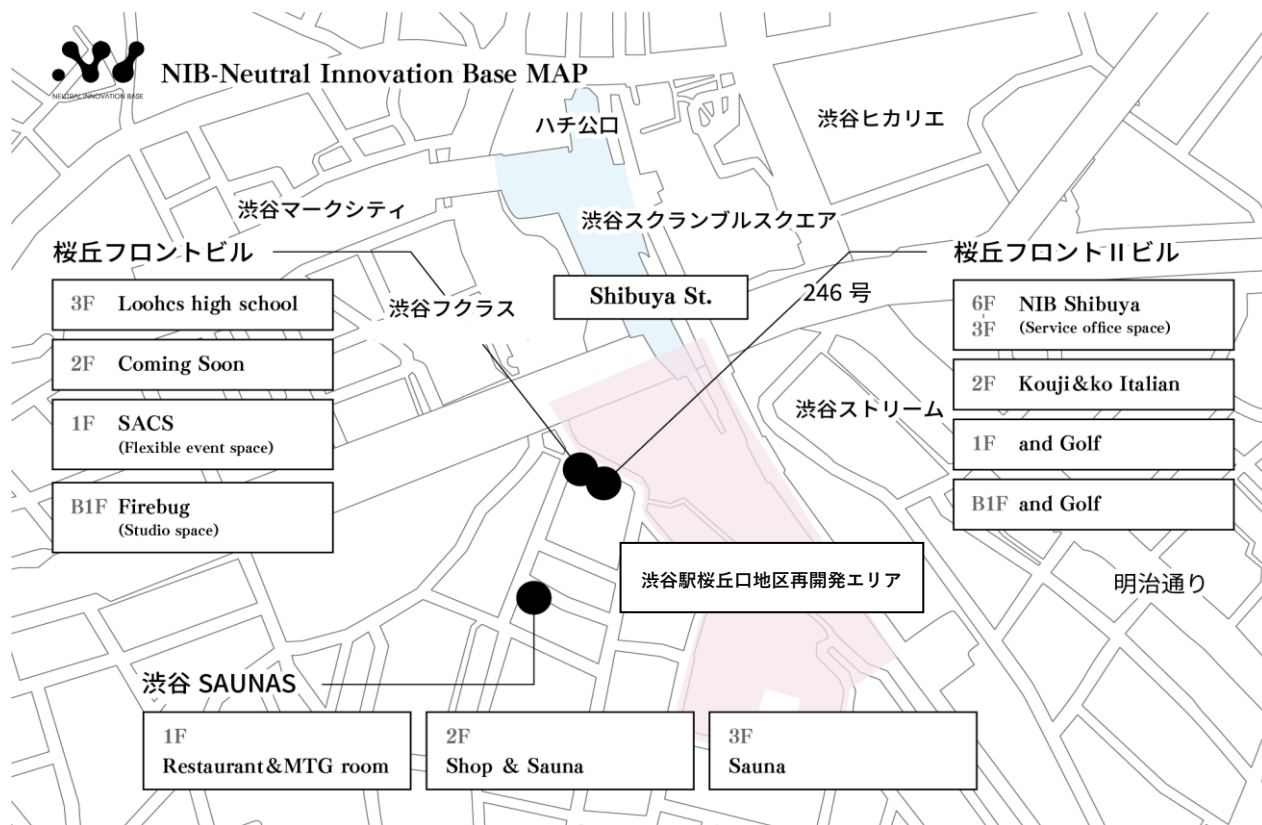 NEUTRAL INNOVATION BASE
NIB-Neutral Innovation Base MAP
ハチ公口
渋谷ヒカリエ
渋谷マークシティ
渋谷スクランブルスクエア
桜丘フロントビル
3F Loohcs high school
2F Coming Soon
1F SACS
(Flexible event space)
B1F Firebug
(Studio space)
渋谷フクラス
Shibuya St.
246 号
桜丘フロントIIビル
6F NIB Shibuya
3F (Service office space)
2F Kouji&ko Italian
1F and Golf
B1F and Golf
渋谷ストリーム
渋谷駅桜丘口地区再開発エリア
明治通り
渋谷 SAUNAS
1F
Restaurant&MTG room
2F
Shop & Sauna
3F
Sauna